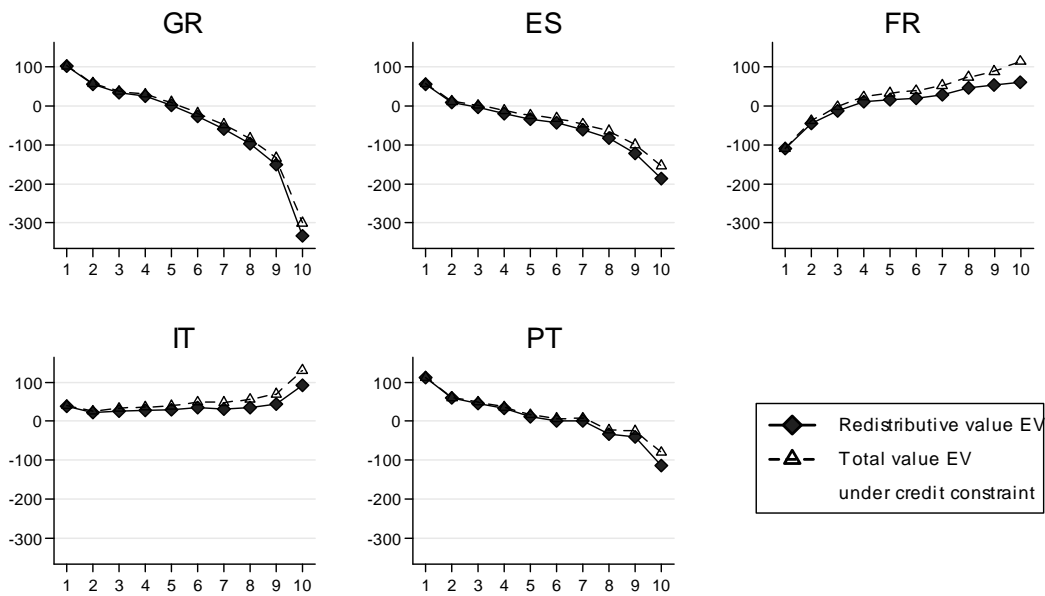 GR
100
0
-100
-200
-300
1 2 3 4 5 6 7 8 9 10
ES
100
0
-100
-200
-300
1 2 3 4 5 6 7 8 9 10
FR
100
0
-100
-200
-300
1 2 3 4 5 6 7 8 9 10
IT
100
0
-100
-200
-300
1 2 3 4 5 6 7 8 9 10
PT
100
0
-100
-200
-300
1 2 3 4 5 6 7 8 9 10
Redistributive value EV
Total value EV
under credit constraint